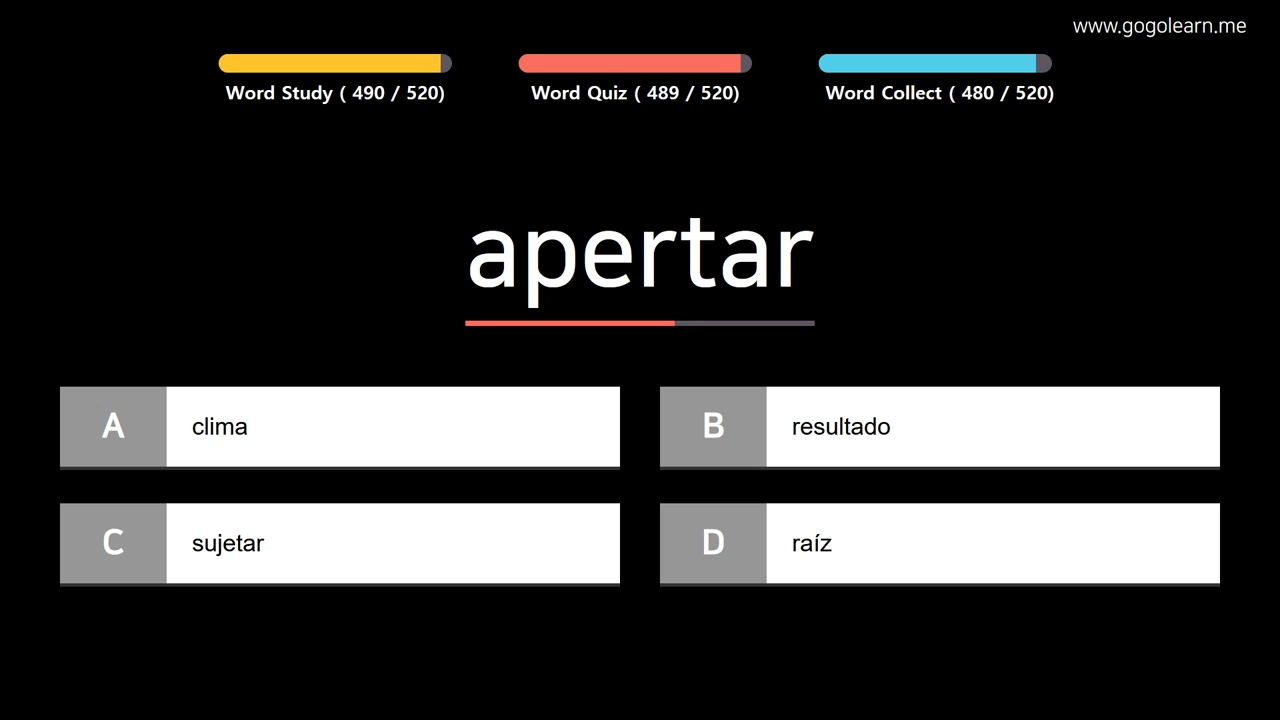 www.gogolearn.me
Word Study ( 490 / 520)
Word Quiz ( 489 / 520)
Word Collect ( 480 / 520)
apertar
A clima
B resultado
C sujetar
D raíz